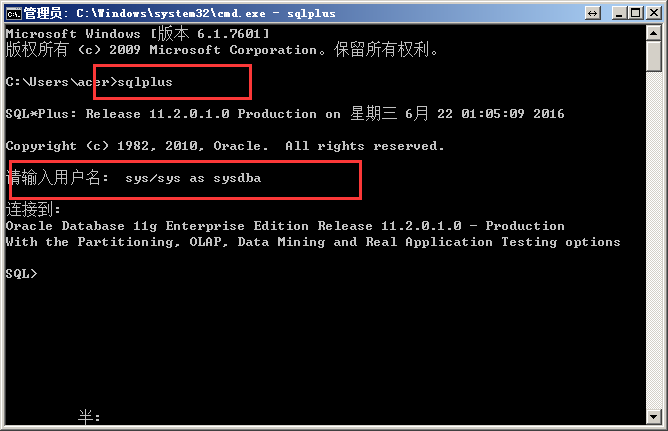 管理员: C:\Windows\system32\cmd.exe - sqlplus
Microsoft Windows [版本 6.1.7601]
版权所有 (c) 2009 Microsoft Corporation。保留所有权利。
C:\Users\acer>sqlplus
SQL*Plus: Release 11.2.0.1.0 Production on 星期三 6月 22 01:05:09 2016
Copyright (c) 1982, 2010, Oracle.  All rights reserved.
请输入用户名:  sys/sys as sysdba
连接到:
Oracle Database 11g Enterprise Edition Release 11.2.0.1.0 - Production
With the Partitioning, OLAP, Data Mining and Real Application Testing options
SQL>
半: